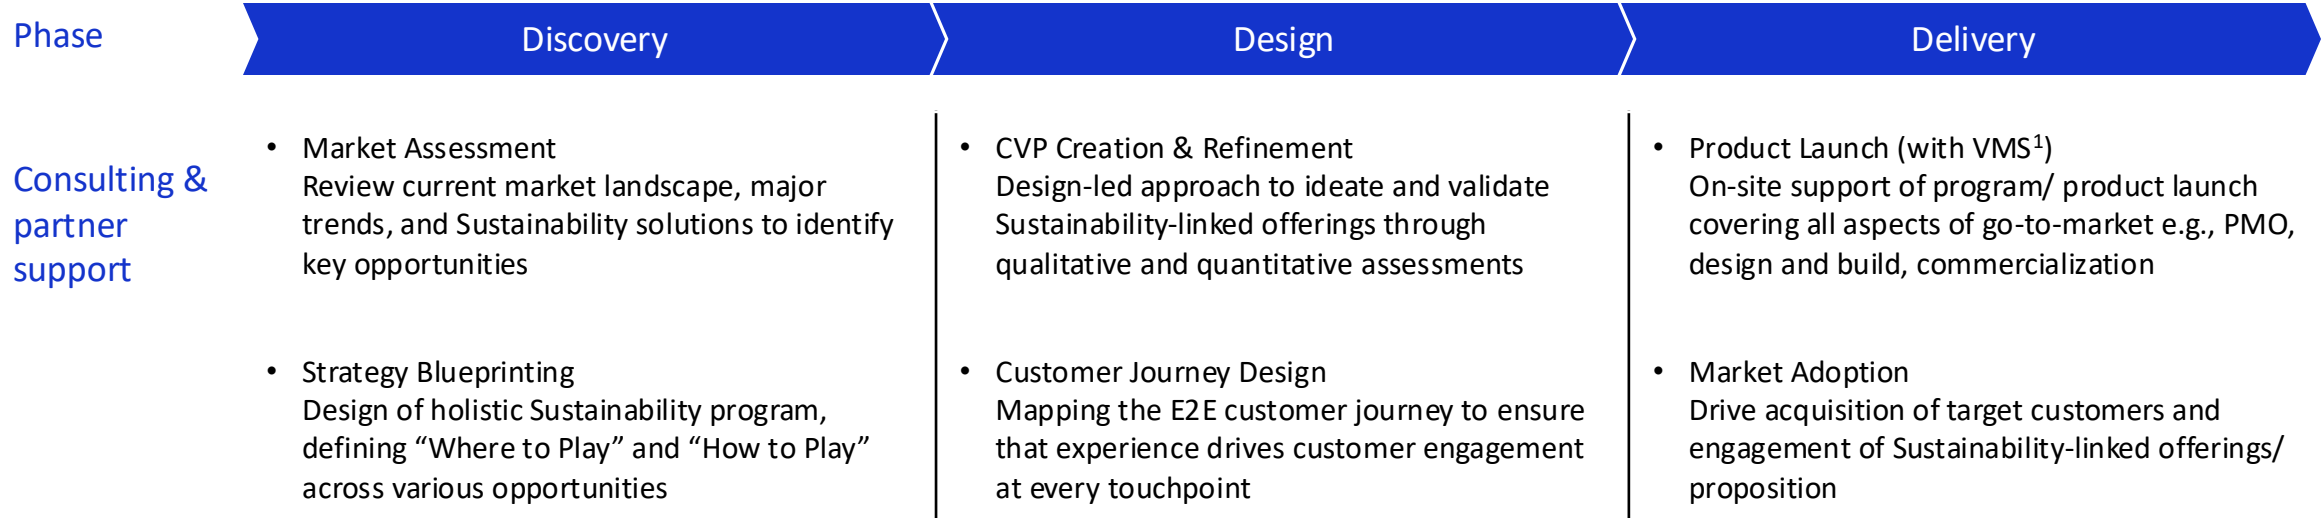 Phase
Discovery
Design
Delivery
Consulting &
partner
support
• Market Assessment
Review current market landscape, major
trends, and Sustainability solutions to identify
key opportunities
• Strategy Blueprinting
Design of holistic Sustainability program,
defining “Where to Play” and “How to Play”
across various opportunities
• CVP Creation & Refinement
Design-led approach to ideate and validate
Sustainability-linked offerings through
qualitative and quantitative assessments
• Customer Journey Design
Mapping the E2E customer journey to ensure
that experience drives customer engagement
at every touchpoint
• Product Launch (with VMS¹)
On-site support of program/ product launch
covering all aspects of go-to-market e.g., PMO,
design and build, commercialization
• Market Adoption
Drive acquisition of target customers and
engagement of Sustainability-linked offerings/
proposition